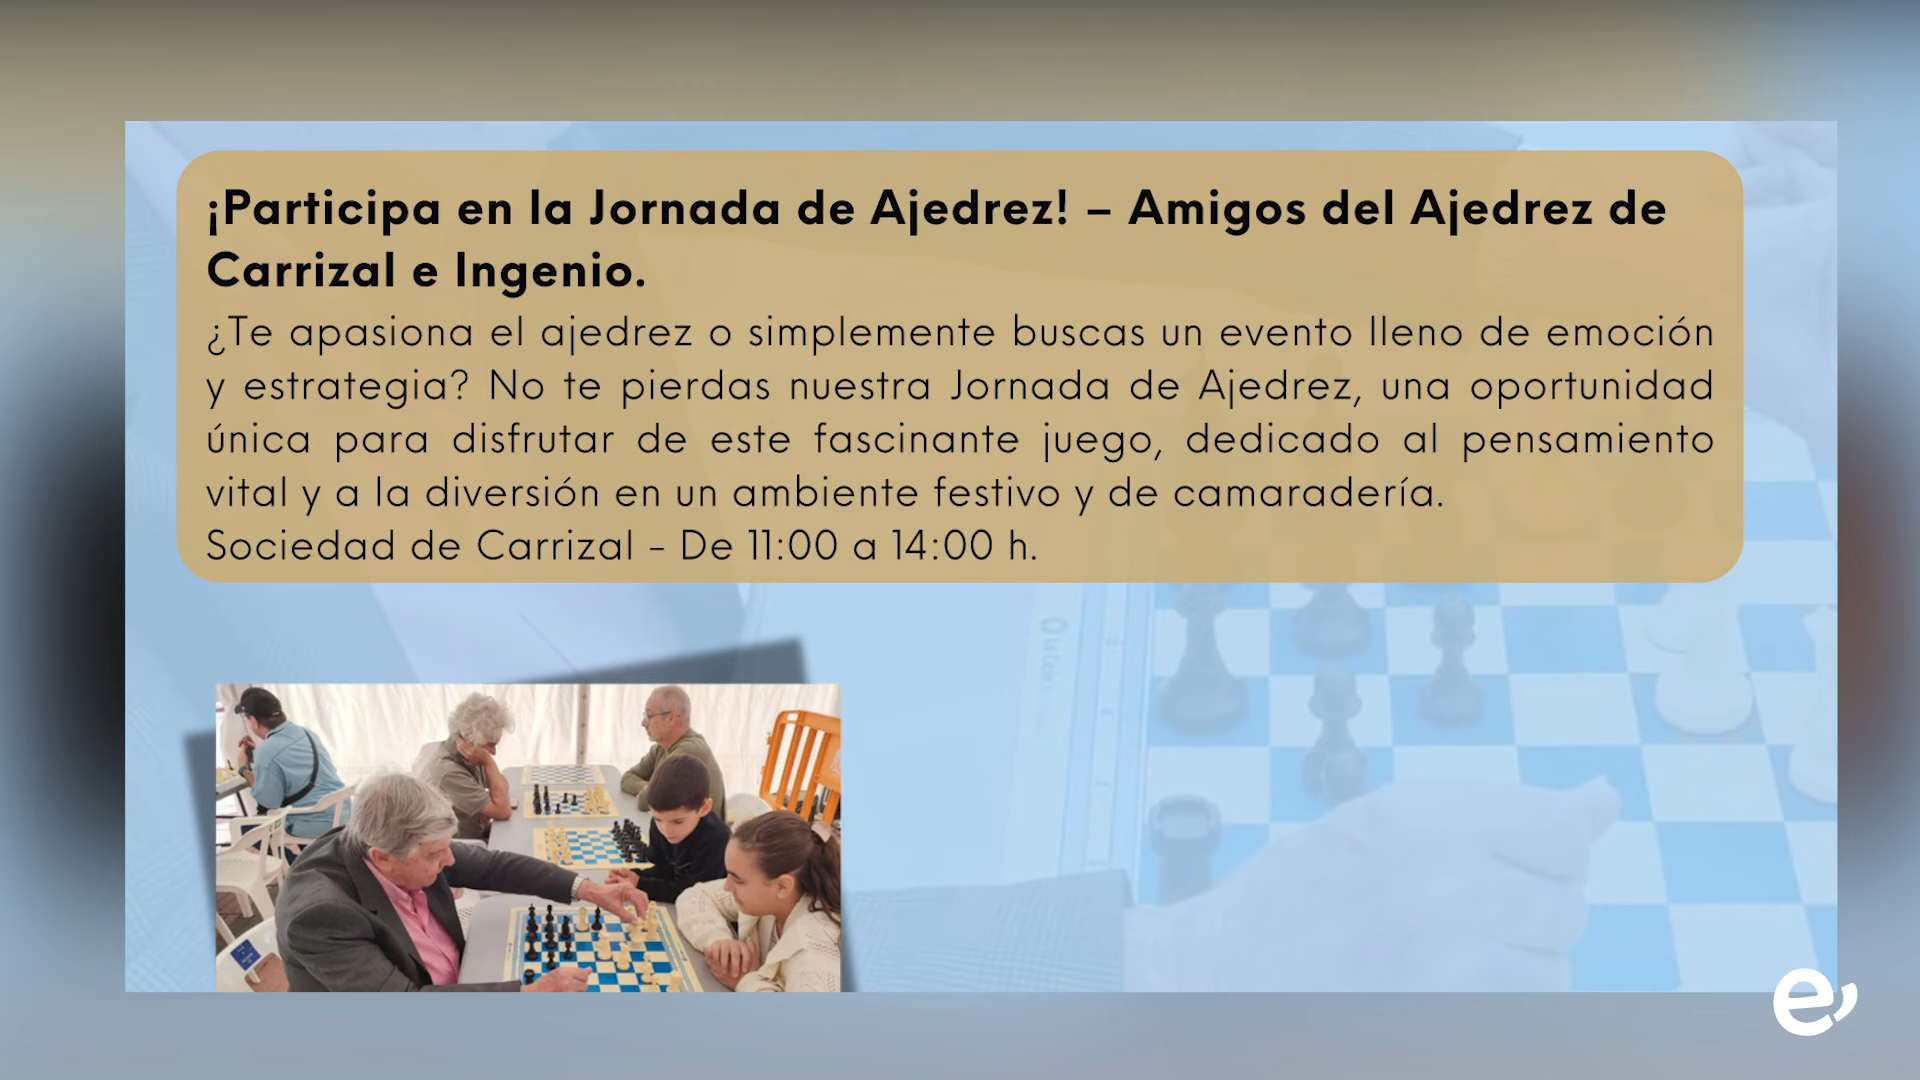 ¡Participa en la Jornada de Ajedrez! – Amigos del Ajedrez de
Carrizal e Ingenio.
¿Te apasiona el ajedrez o simplemente buscas un evento lleno de emoción
y estrategia? No te pierdas nuestra Jornada de Ajedrez, una oportunidad
única para disfrutar de este fascinante juego, dedicado al pensamiento
vital y a la diversión en un ambiente festivo y de camaradería.
Sociedad de Carrizal - De 11:00 a 14:00 h.
e